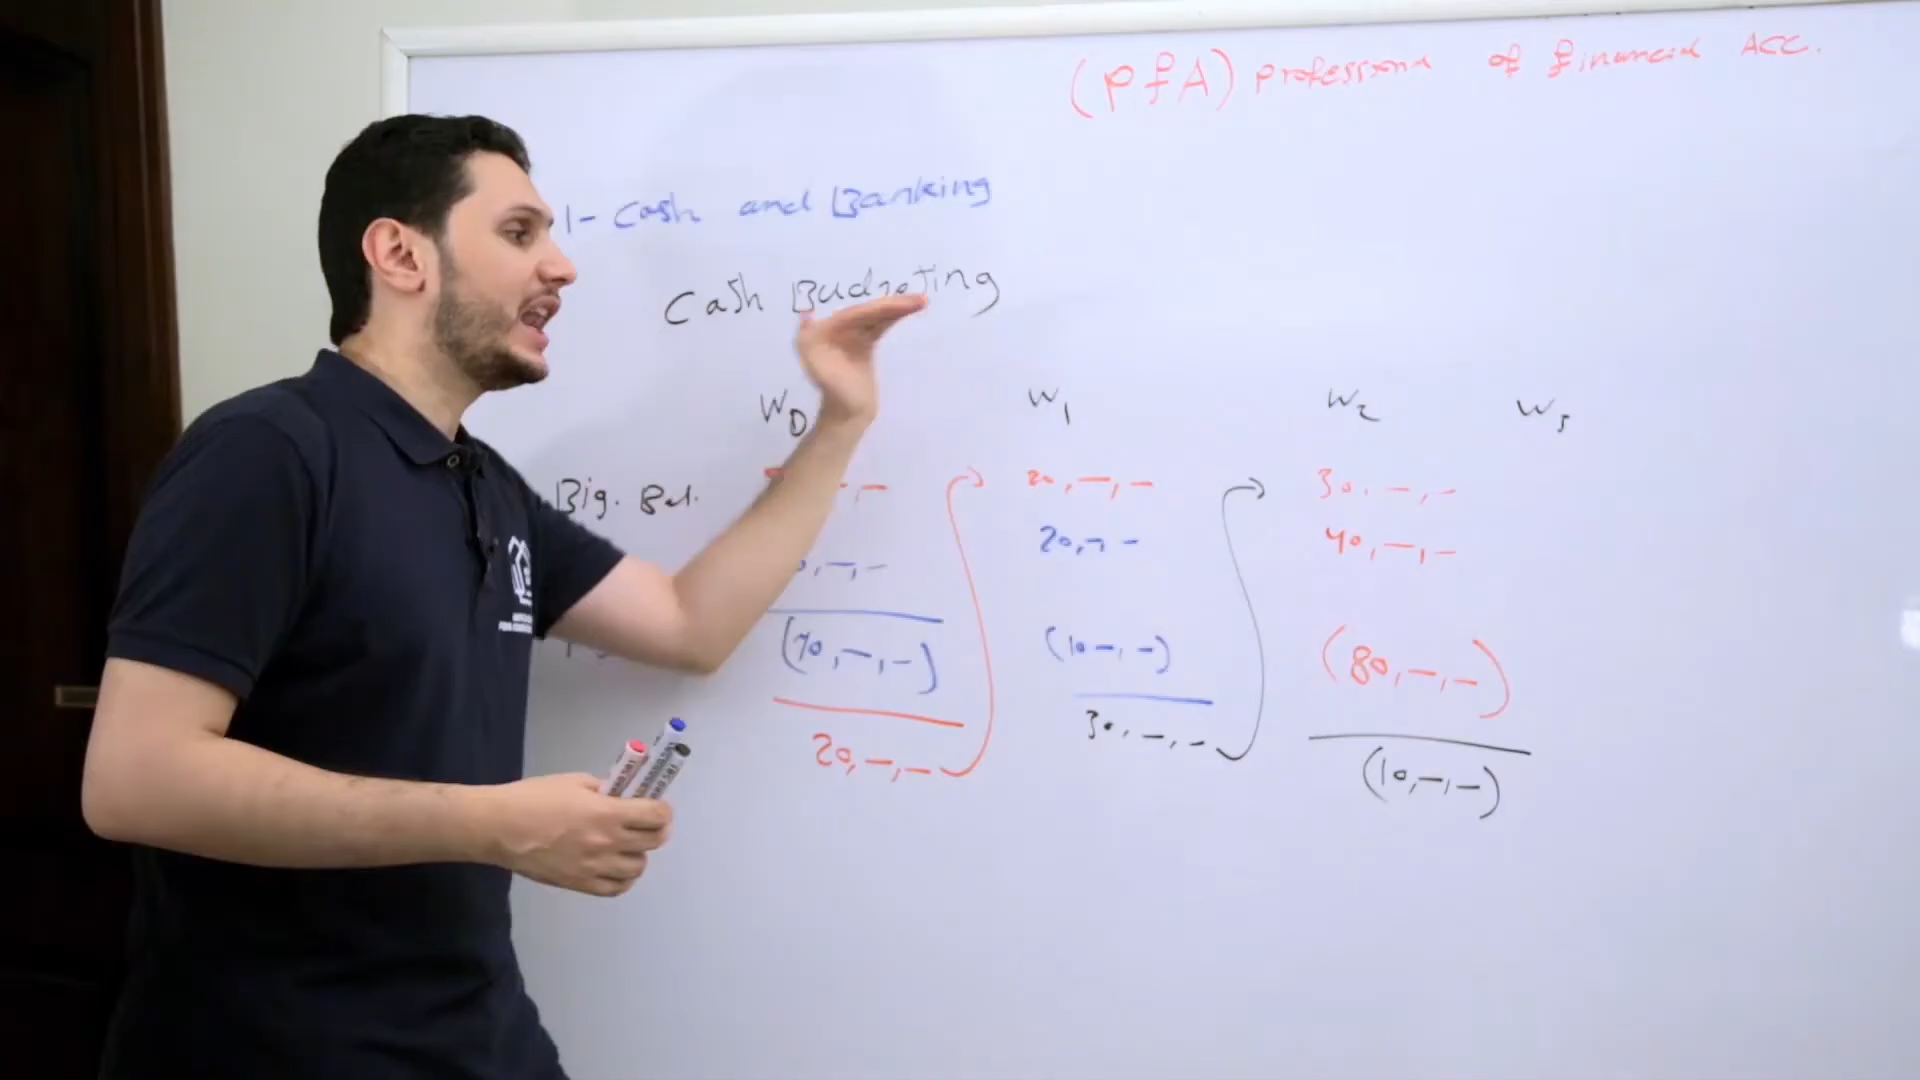 (PfA) professional of financial Acc.
1- Cash and Banking
Cash Budgeting
W0 W1 W2 W3
Big. Bal. 20,-,- 30,-,-
20,-,- 40,-,-
(70,-,-) (10-,-) (80,-,-)
20,-,- 30,-,- (10,-,-)